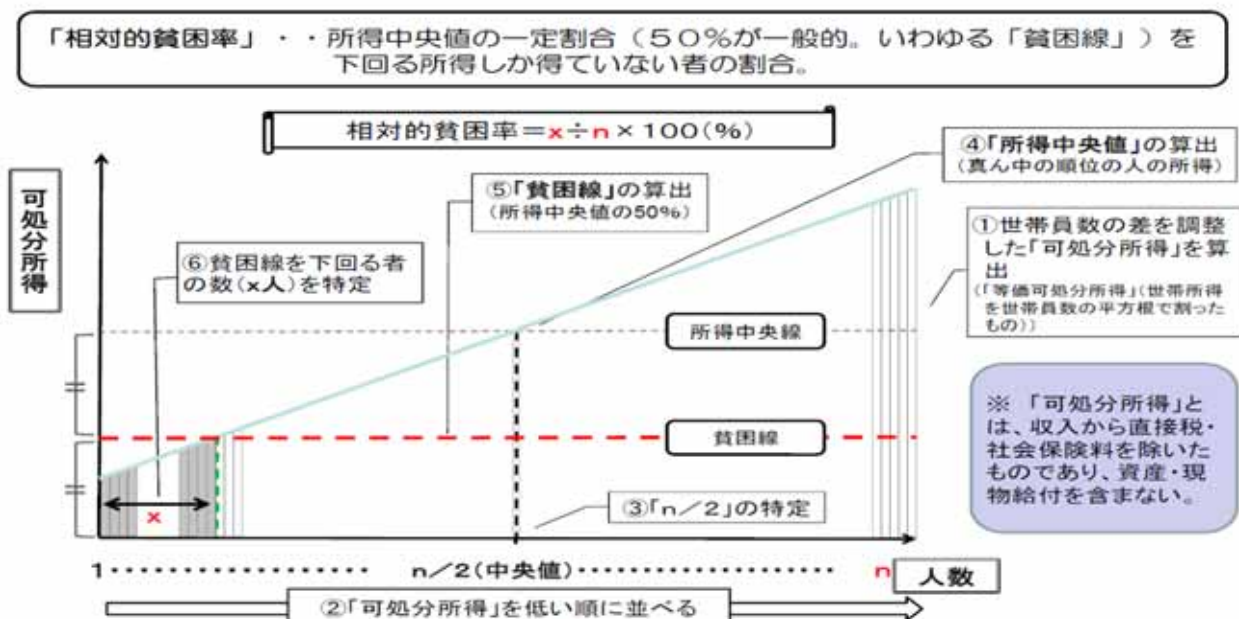 「相対的貧困率」・・所得中央値の一定割合（５０％が一般的。いわゆる「貧困線」）を
下回る所得しか得ていない者の割合。
相対的貧困率＝x÷n×100(%)
④「所得中央値」の算出
(真ん中の順位の人の所得)
⑤「貧困線」の算出
(所得中央値の50%)
可処分所得
①世帯員数の差を調整
した「可処分所得」を算
出
(「等価可処分所得」(世帯所得
を世帯員数の平方根で割った
もの))
⑥貧困線を下回る者
の数(x人)を特定
所得中央線
貧困線
※「可処分所得」と
は、収入から直接税・
社会保険料を除いた
ものであり、資産・現
物給付を含まない。
x
③「n／2」の特定
1・・・・・・・・・・・・・・・・ n／2(中央値)・・・・・・・・・・・・・・・・ n 人数
②「可処分所得」を低い順に並べる